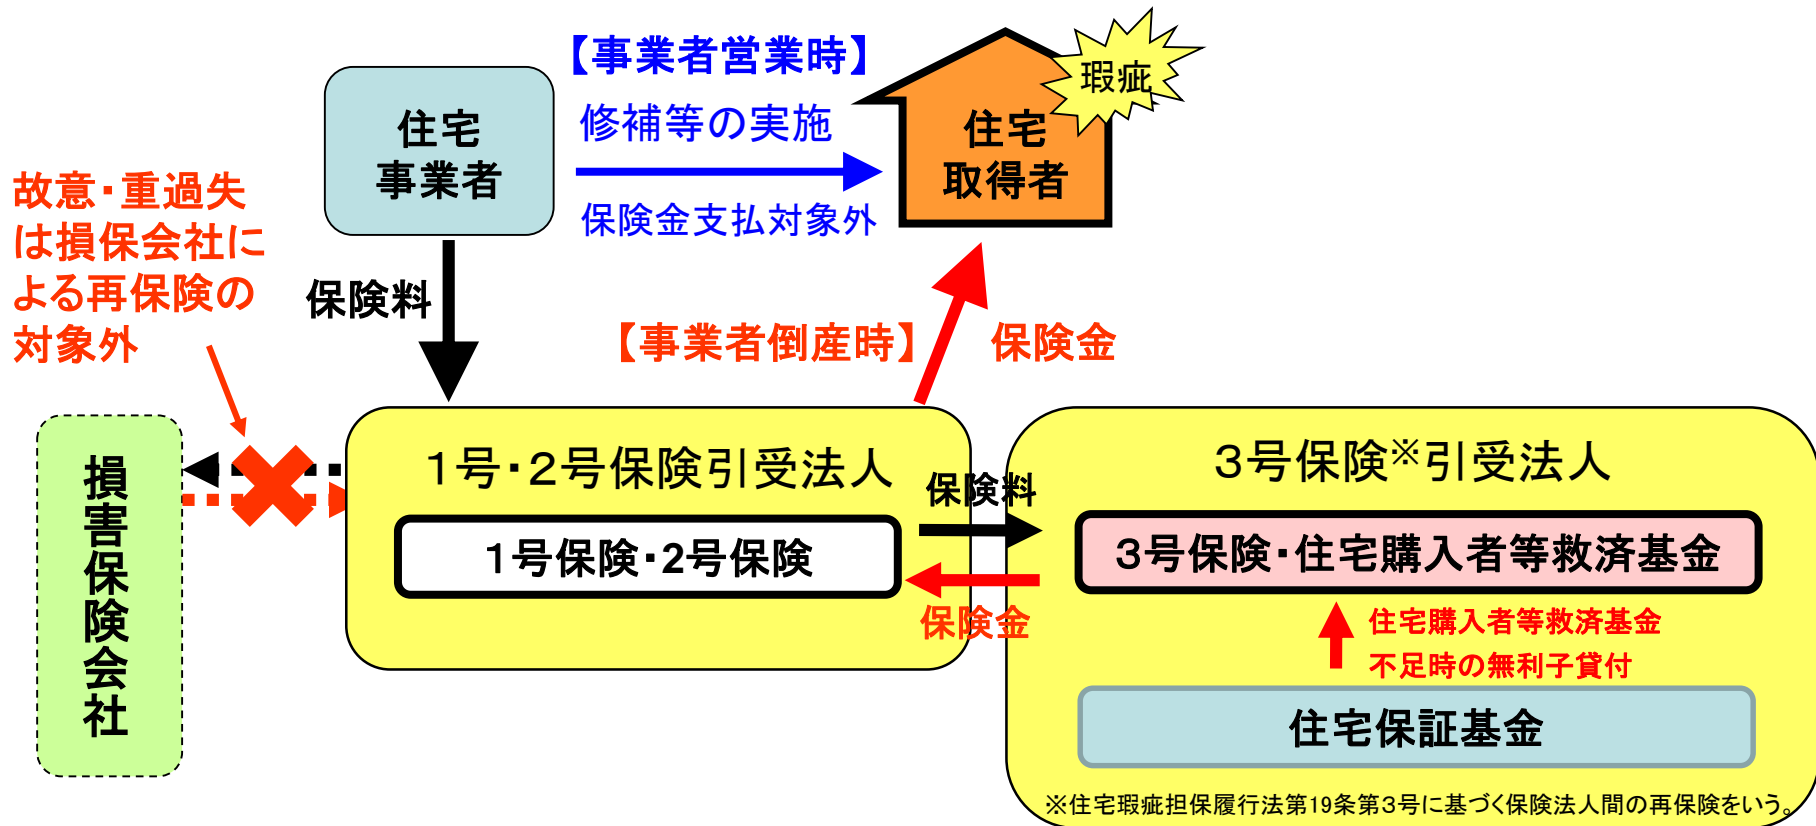 【事業者営業時】
瑕疵
住宅
事業者
修補等の実施
住宅
取得者
保険金支払対象外
故意・重過失
は損保会社に
よる再保険の
対象外
保険料
【事業者倒産時】
保険金
損害保険会社
1号・2号保険引受法人
1号保険・2号保険
保険料
保険金
3号保険※引受法人
3号保険・住宅購入者等救済基金
住宅購入者等救済基金
不足時の無利子貸付
住宅保証基金
※住宅瑕疵担保履行法第19条第3号に基づく保険法人間の再保険をいう。